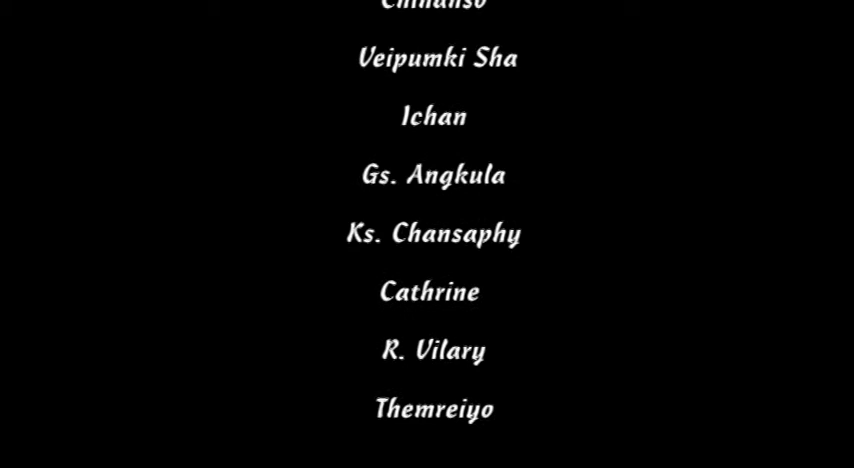 Veipumki Sha
Ichan
Gs. Angkula
Ks. Chansaphy
Cathrine
R. Vilary
Themreiyo